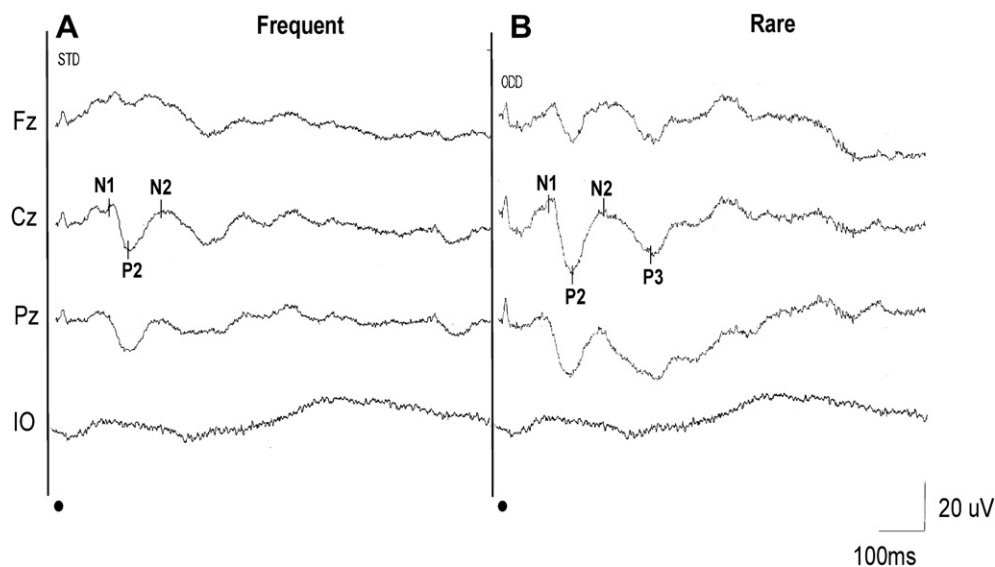 A Frequent
STD
Fz
N1 N2
Cz
P2
Pz
IO
B Rare
ODD
N1 N2
P2 P3
20 uV
100ms